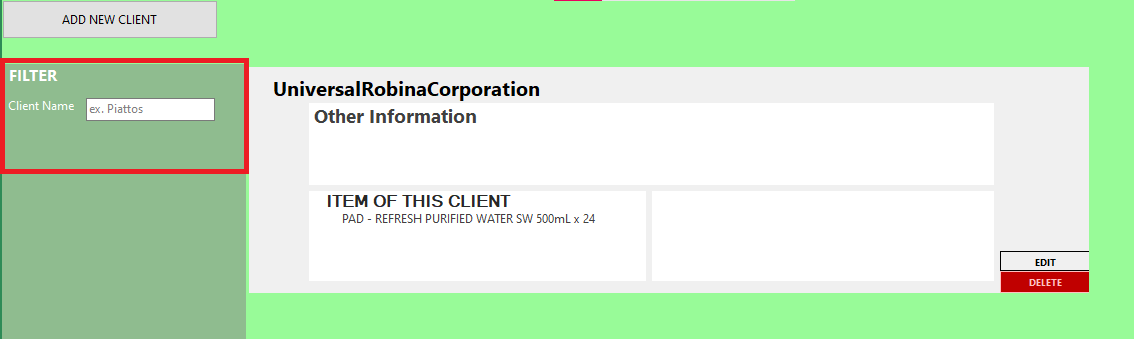 ADD NEW CLIENT
FILTER
Client Name
ex. Piattos
UniversalRobinaCorporation
Other Information
ITEM OF THIS CLIENT
PAD - REFRESH PURIFIED WATER SW 500mL x 24
EDIT
DELETE